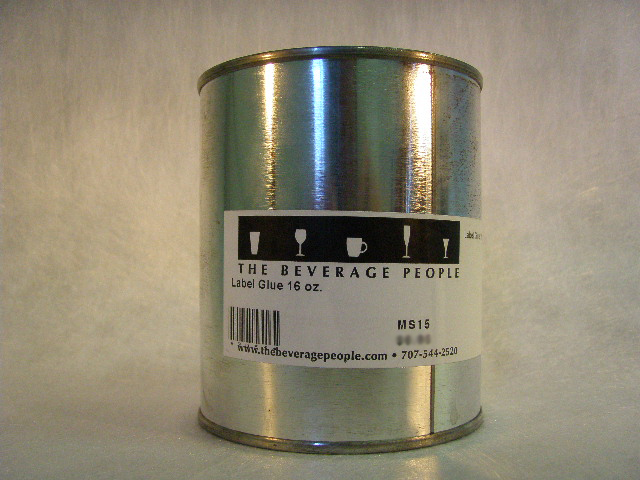 THE BEVERAGE PEOPLE
Label Glue 16 oz.
MS15
www.thebeveragepeople.com • 707-544-2520